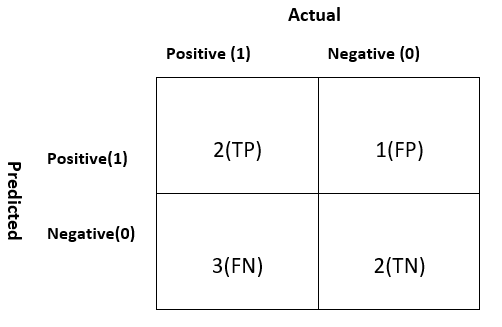 Actual
Positive (1)
Negative (0)
Predicted
Positive(1)
2(TP)
1(FP)
Negative(0)
3(FN)
2(TN)